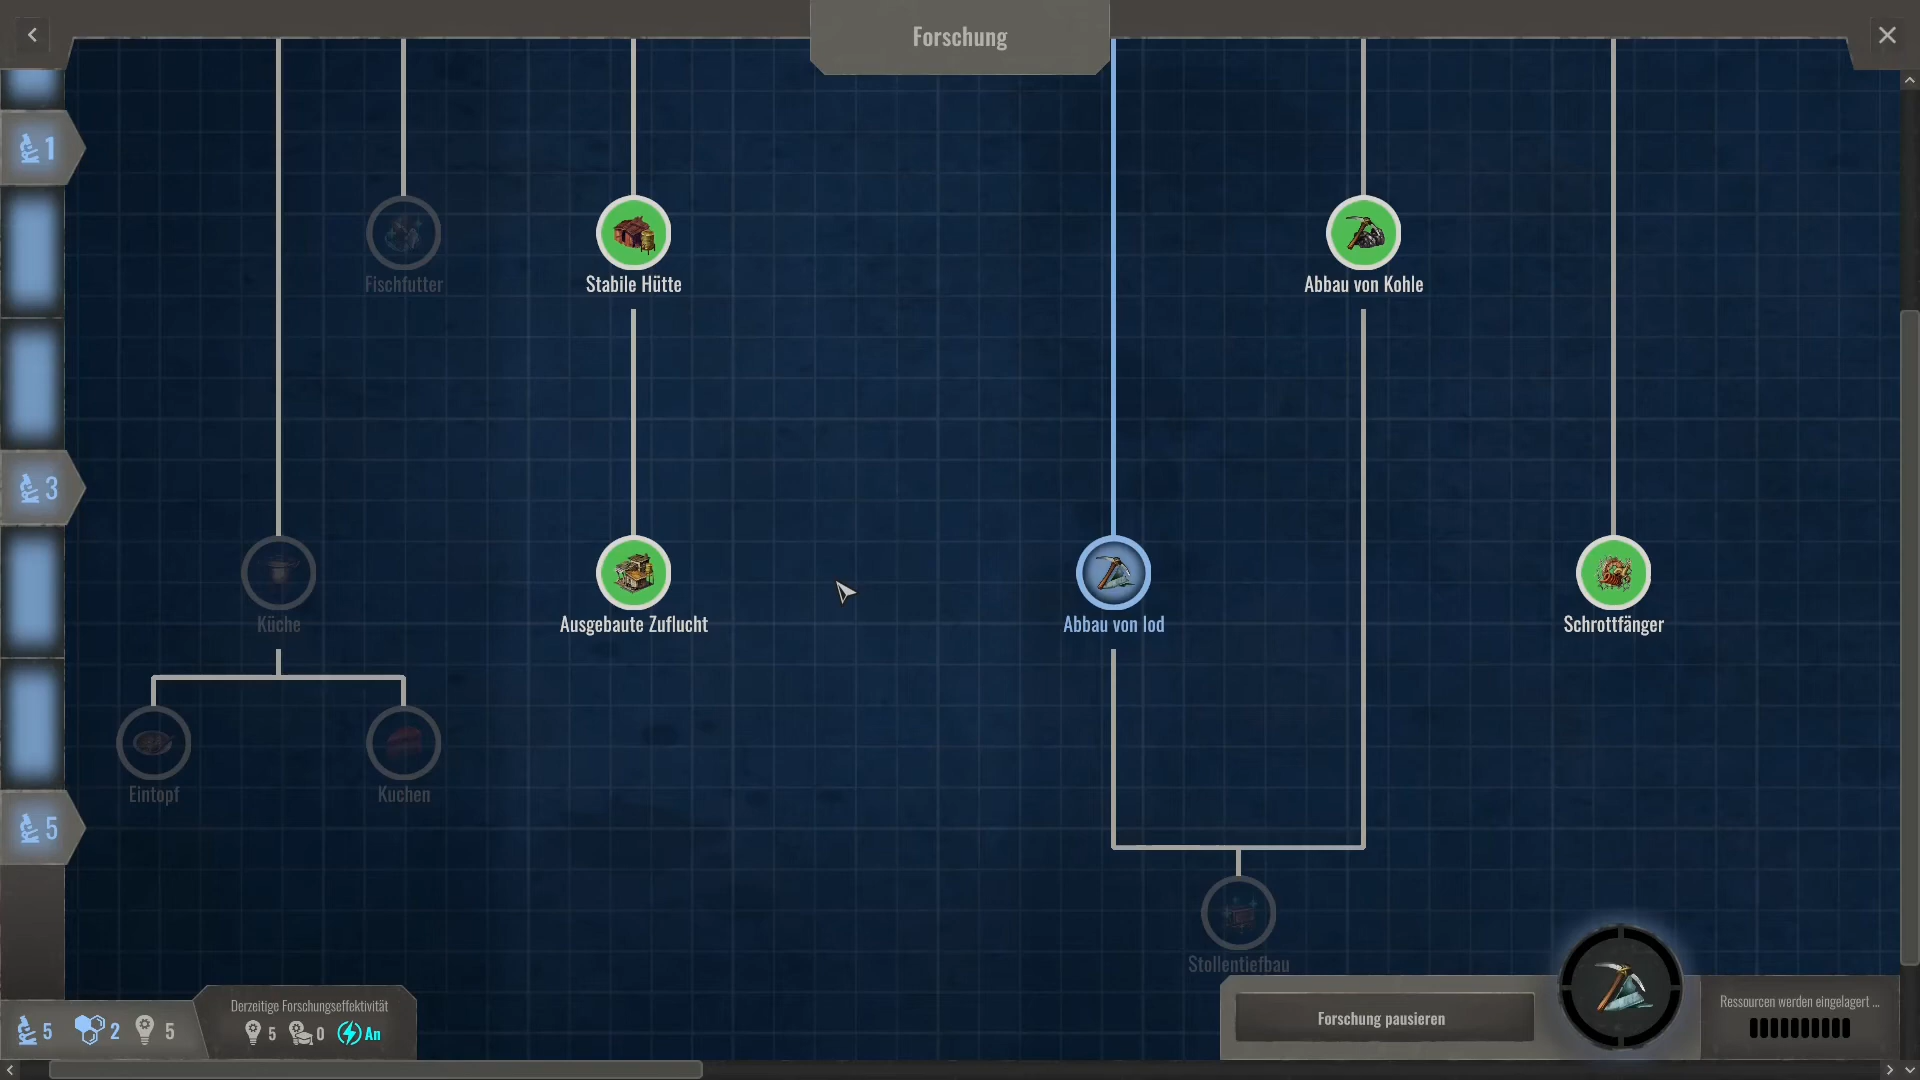 Forschung
1
Fischfutter
Stabile Hütte
Abbau von Kohle
3
Küche
Ausgebaute Zuflucht
Abbau von Iod
Schrottfänger
Eintopf
Kuchen
5
Stollentiefbau
Derzeitige Forschungseffektivität
5 2 5
5 0 An
Forschung pausieren
Ressourcen werden eingelagert ...